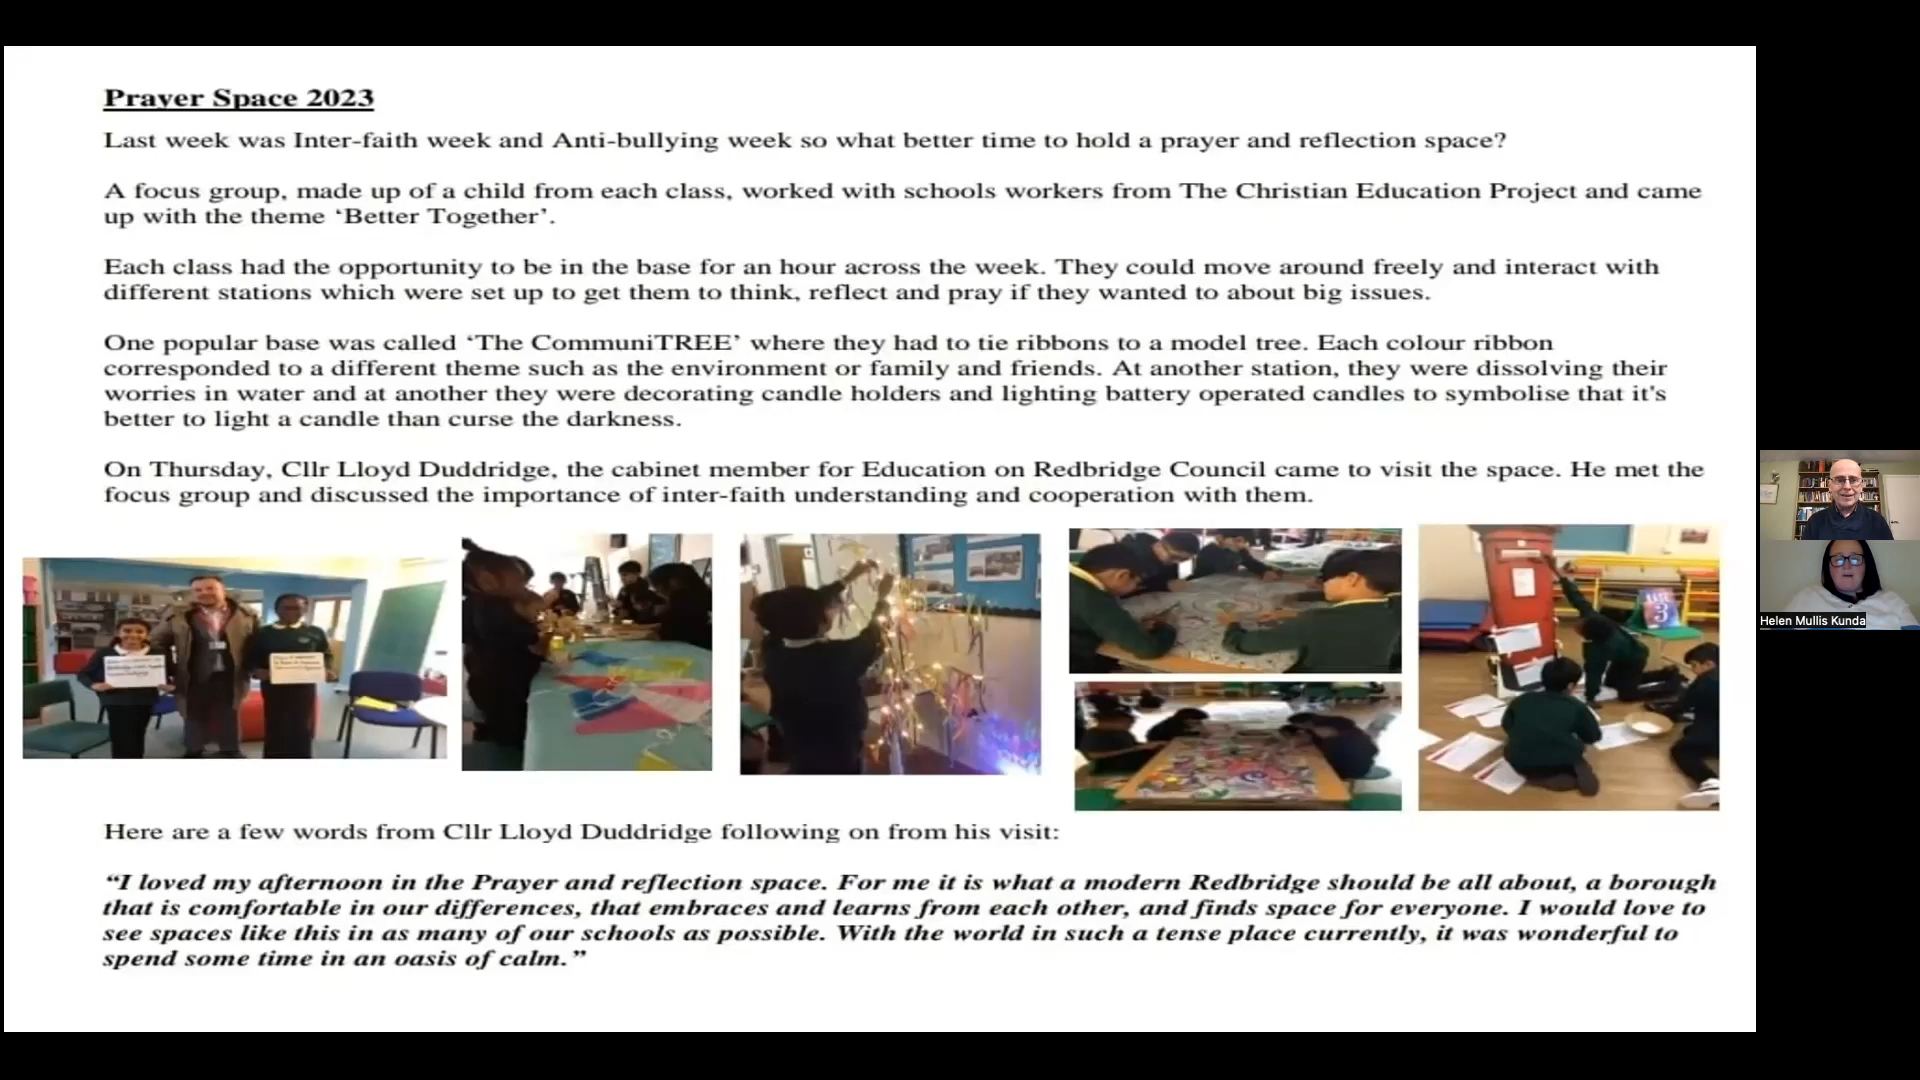 Prayer Space 2023
Last week was Inter-faith week and Anti-bullying week so what better time to hold a prayer and reflection space?
A focus group, made up of a child from each class, worked with schools workers from The Christian Education Project and came
up with the theme ‘Better Together’.
Each class had the opportunity to be in the base for an hour across the week. They could move around freely and interact with
different stations which were set up to get them to think, reflect and pray if they wanted to about big issues.
One popular base was called ‘The CommuniTREE’ where they had to tie ribbons to a model tree. Each colour ribbon
corresponded to a different theme such as the environment or family and friends. At another station, they were dissolving their
worries in water and at another they were decorating candle holders and lighting battery operated candles to symbolise that it's
better to light a candle than curse the darkness.
On Thursday, Cllr Lloyd Duddridge, the cabinet member for Education on Redbridge Council came to visit the space. He met the
focus group and discussed the importance of inter-faith understanding and cooperation with them.
Here are a few words from Cllr Lloyd Duddridge following on from his visit:
“I loved my afternoon in the Prayer and reflection space. For me it is what a modern Redbridge should be all about, a borough
that is comfortable in our differences, that embraces and learns from each other, and finds space for everyone. I would love to
see spaces like this in as many of our schools as possible. With the world in such a tense place currently, it was wonderful to
spend some time in an oasis of calm.”
Helen Mullis Kunda